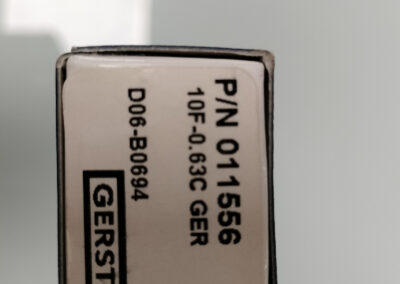 P/N 011556
10F-0.63C GER
D06-B0694
GERST